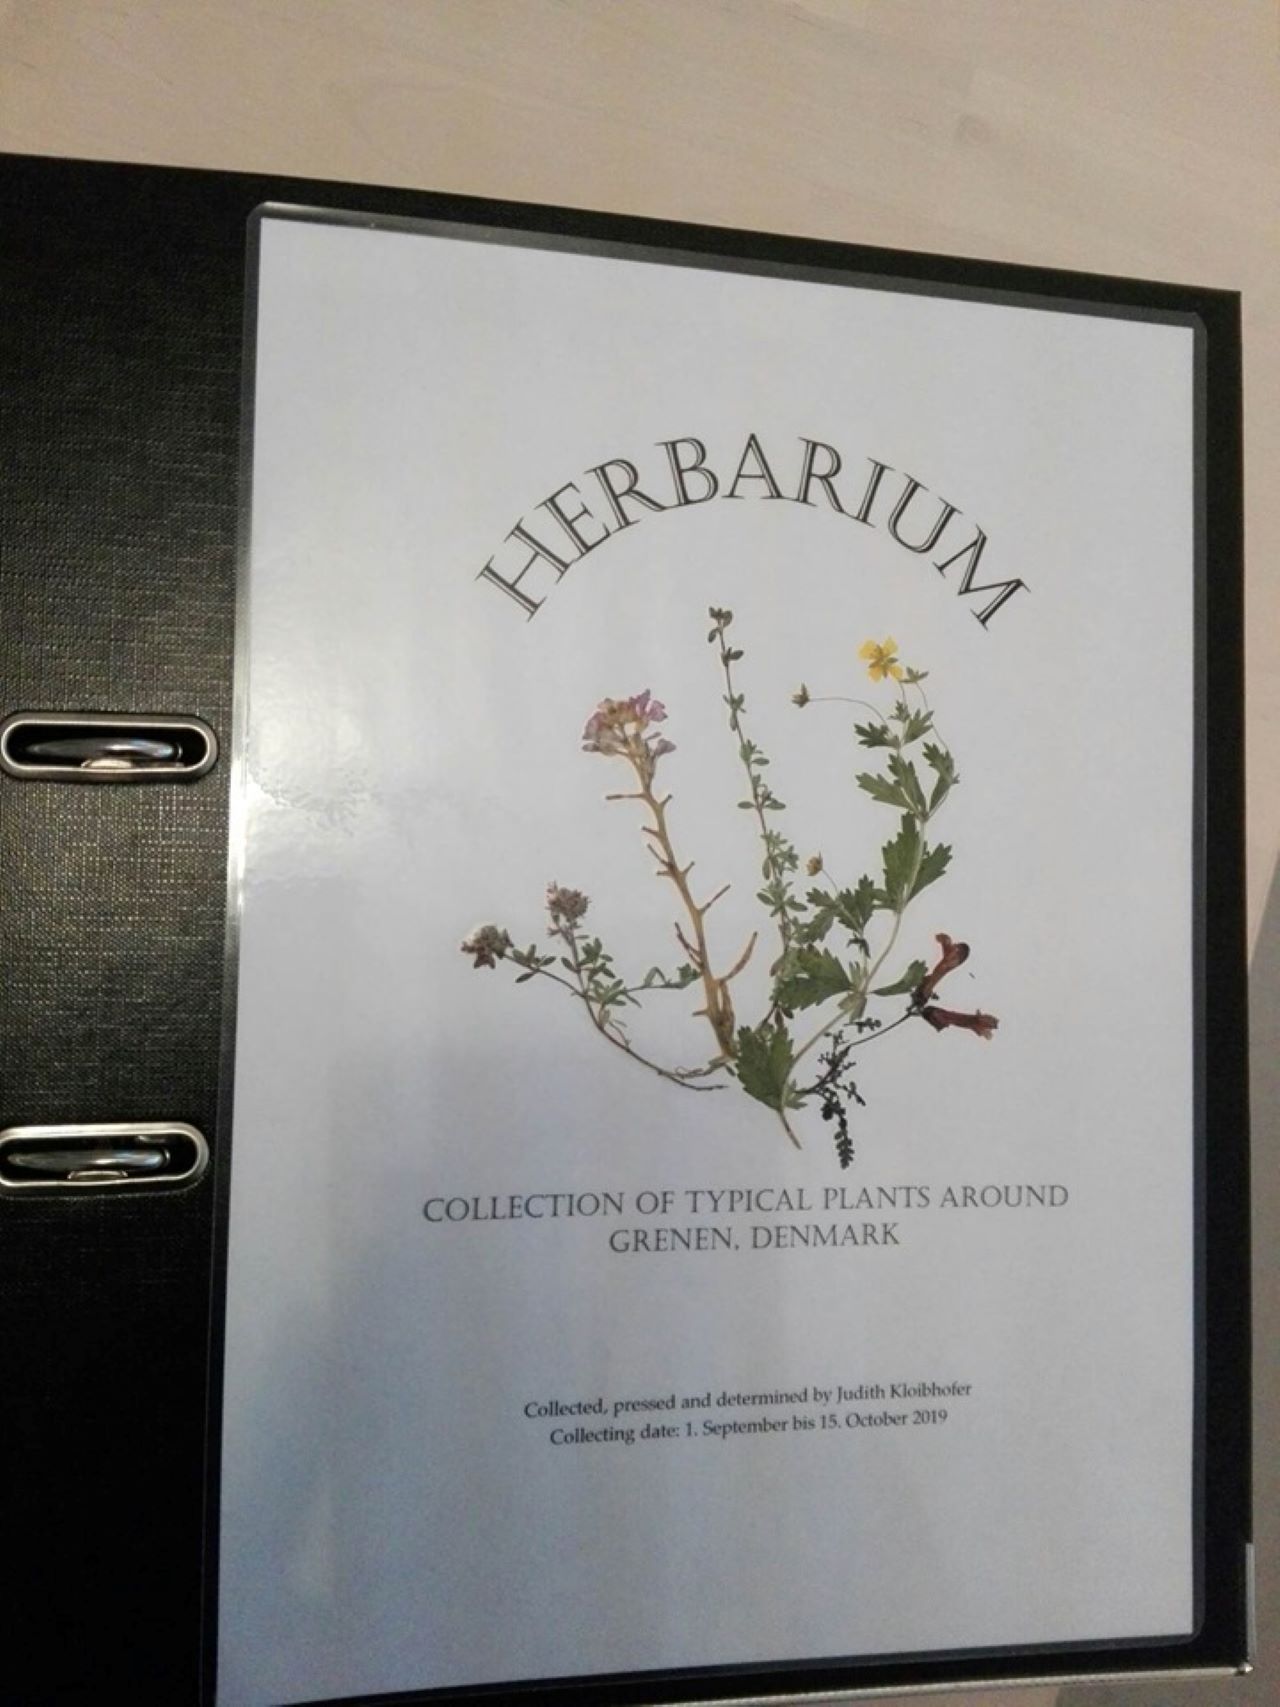 HERBARIUM
COLLECTION OF TYPICAL PLANTS AROUND
GRENEN, DENMARK
Collected, pressed and determined by Judith Kloibhofer
Collecting date: 1. September bis 15. October 2019